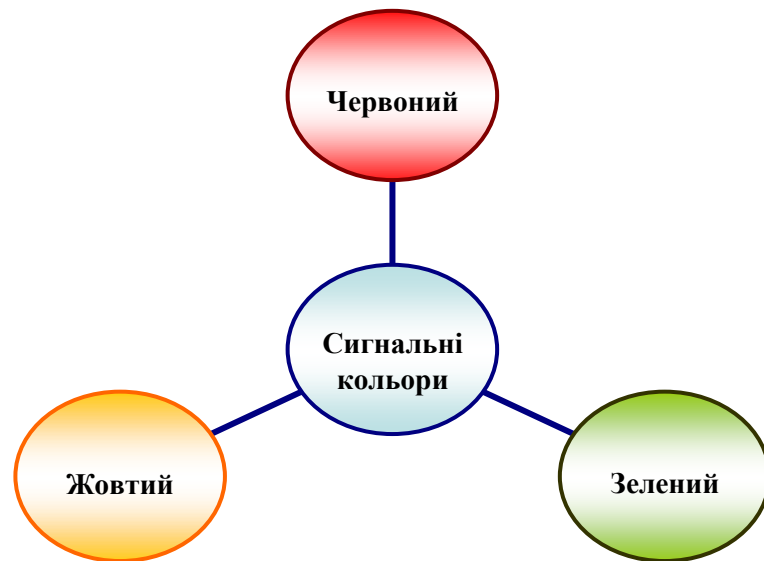 Червоний
Сигнальні
кольори
Жовтий
Зелений